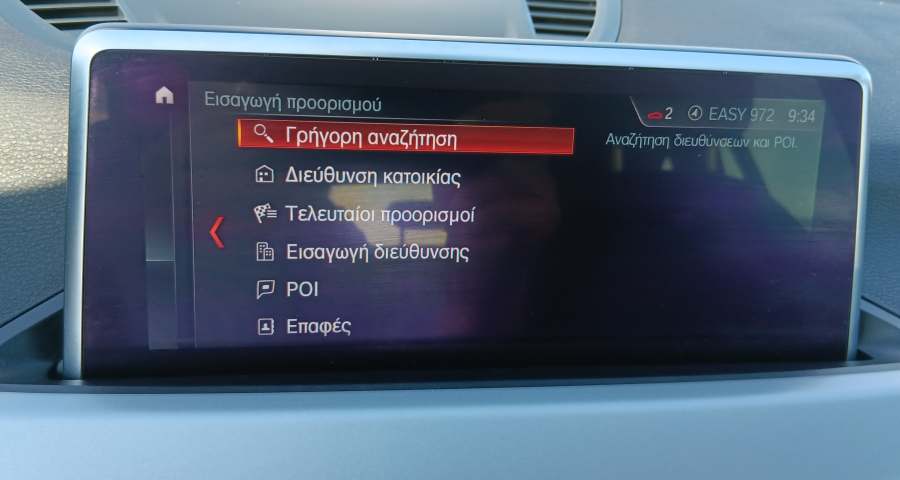 Εισαγωγή προορισμού
2 EASY 972 9:34
Γρήγορη αναζήτηση
Αναζήτηση διευθύνσεων και POI.
Διεύθυνση κατοικίας
Τελευταίοι προορισμοί
Εισαγωγή διεύθυνσης
POI
Επαφές